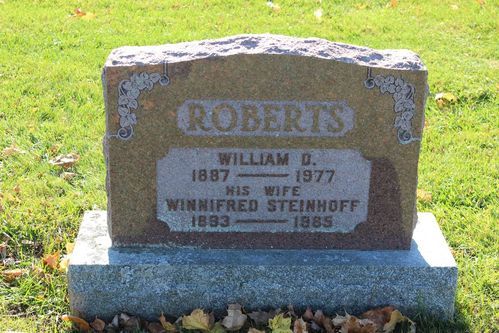 ROBERTS
WILLIAM D.
1887 — 1977
HIS WIFE
WINNIFRED STEINHOFF
1893 — 1985